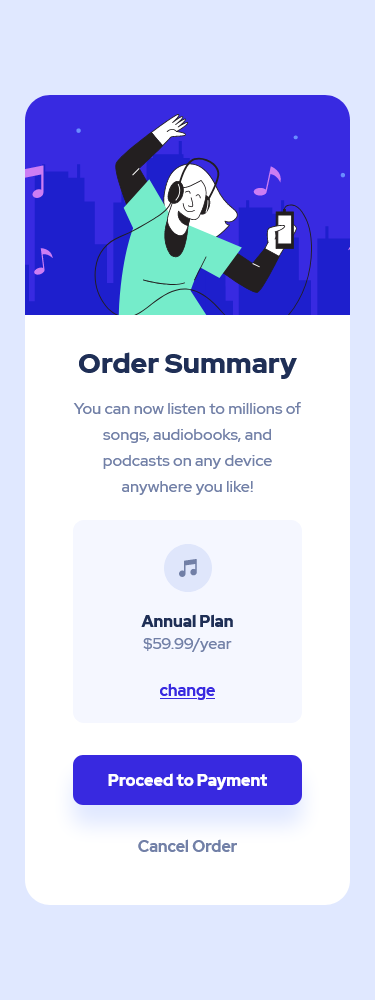 Order Summary
You can now listen to millions of
songs, audiobooks, and
podcasts on any device
anywhere you like!
Annual Plan
$59.99/year
change
Proceed to Payment
Cancel Order